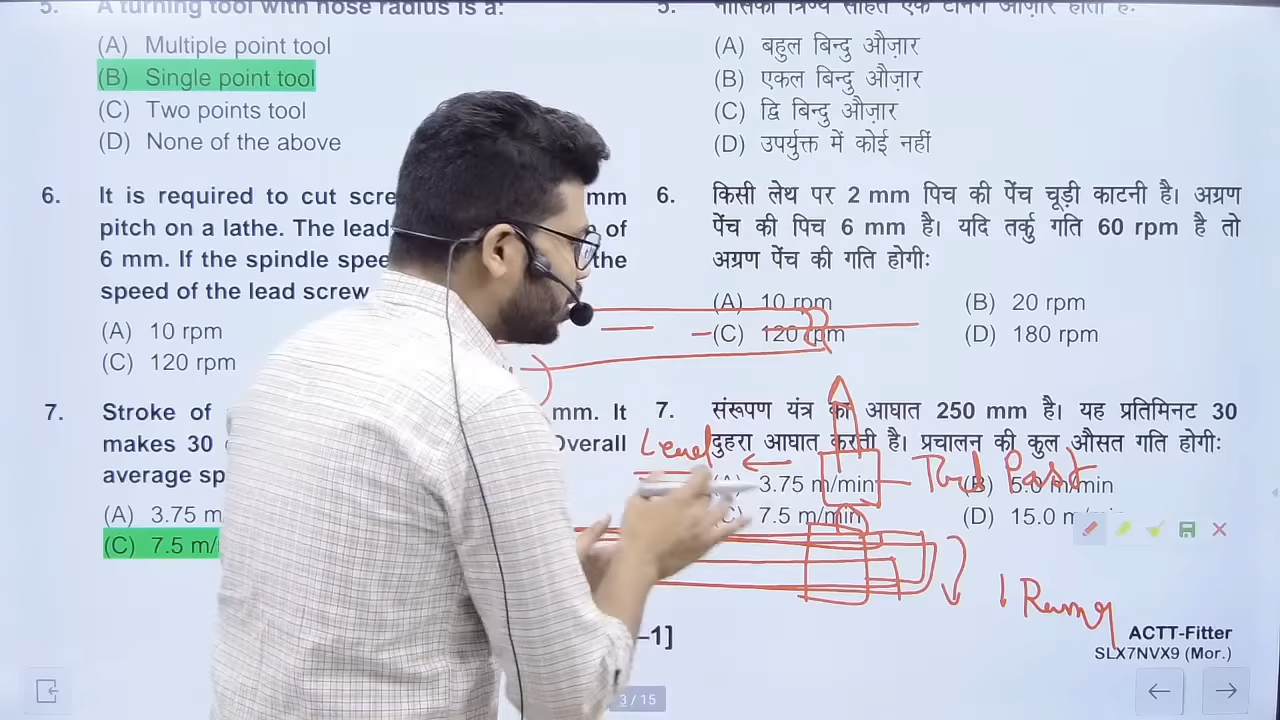 5. A turning tool with nose radius is a:
(A) Multiple point tool
(B) Single point tool
(C) Two points tool
(D) None of the above
6. It is required to cut scre mm
pitch on a lathe. The lead of
6 mm. If the spindle spee the
speed of the lead screw
(A) 10 rpm
(C) 120 rpm
7. Stroke of mm. It
makes 30 Overall
average sp
(A) 3.75 m
(C) 7.5 m/
5. नासिका त्रिज्य सहित एक टर्निंग औज़ार होता है:
(A) बहुल बिन्दु औज़ार
(B) एकल बिन्दु औज़ार
(C) द्वि बिन्दु औज़ार
(D) उपर्युक्त में कोई नहीं
6. किसी लेथ पर 2 mm पिच की पेंच चूड़ी काटनी है। अग्रण
पेंच की पिच 6 mm है। यदि तर्कु गति 60 rpm है तो
अग्रण पेंच की गति होगीः
(A) 10 rpm (B) 20 rpm
(C) 120 rpm (D) 180 rpm
7. संरूपण यंत्र का आघात 250 mm है। यह प्रतिमिनट 30
दुहरा आघात करती है। प्रचालन की कुल औसत गति होगीः
(A) 3.75 m/min (B) 5.0 m/min
(C) 7.5 m/min (D) 15.0 m
Lead
Tool Post
–1]
ACTT-Fitter
SLX7NVX9 (Mor.)
3 / 15